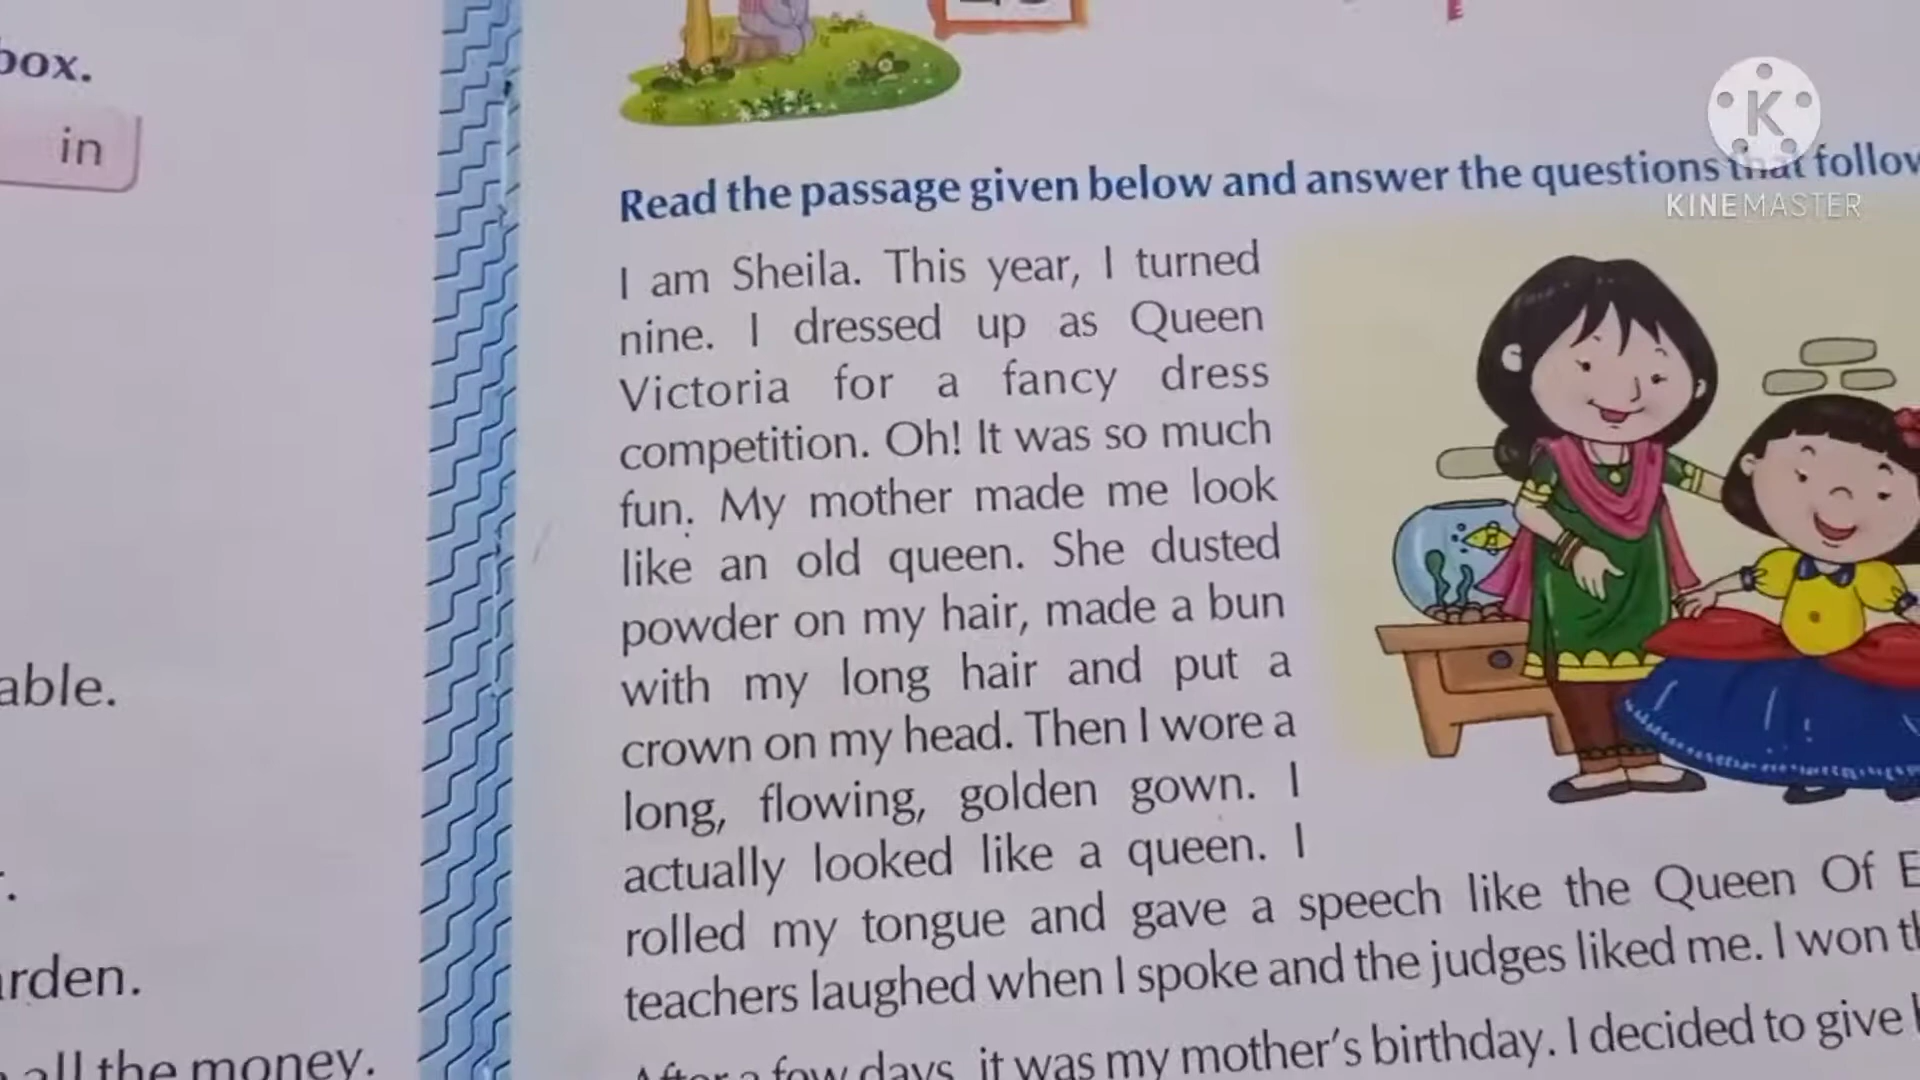 box.
in
able.
rden.
all the money.
Read the passage given below and answer the questions that follow
I am Sheila. This year, I turned
nine. I dressed up as Queen
Victoria for a fancy dress
competition. Oh! It was so much
fun. My mother made me look
like an old queen. She dusted
powder on my hair, made a bun
with my long hair and put a
crown on my head. Then I wore a
long, flowing, golden gown. I
actually looked like a queen. I
rolled my tongue and gave a speech like the Queen Of E
teachers laughed when I spoke and the judges liked me. I won th
After a few days, it was my mother's birthday. I decided to give
K
KINEMASTER